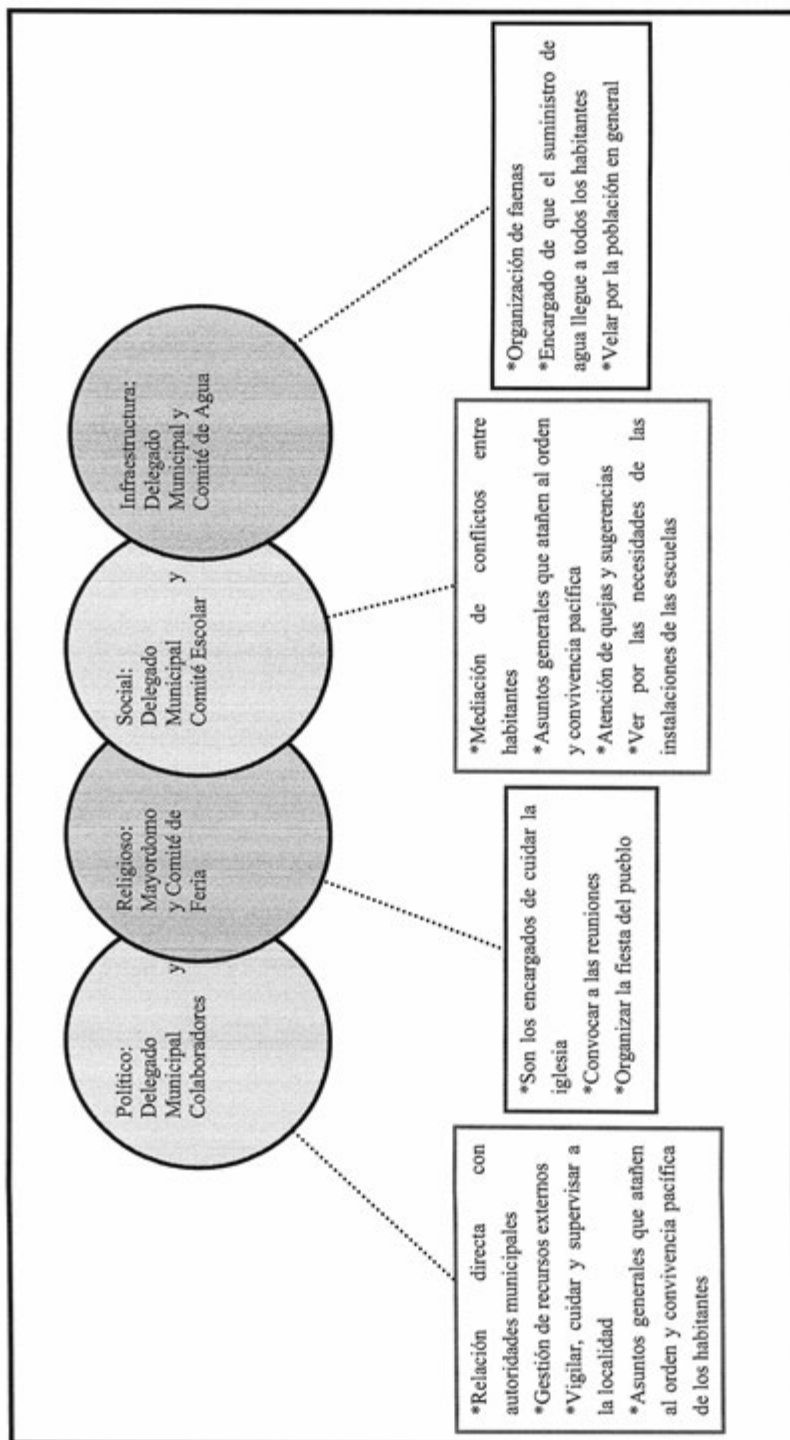 Político:
Delegado
Municipal y
Colaboradores
Religioso:
Mayordomo
y Comité de
Feria
Social:
Delegado
Municipal y
Comité Escolar
Infraestructura:
Delegado
Municipal y
Comité de Agua
*Relación directa con
autoridades municipales
*Gestión de recursos externos
*Vigilar, cuidar y supervisar a
la localidad
*Asuntos generales que atañen
al orden y convivencia pacífica
de los habitantes
*Son los encargados de cuidar la
iglesia
*Convocar a las reuniones
*Organizar la fiesta del pueblo
*Mediación de conflictos entre
habitantes
*Asuntos generales que atañen al orden
y convivencia pacífica
*Atención de quejas y sugerencias
*Ver por las necesidades de las
instalaciones de las escuelas
*Organización de faenas
*Encargado de que el suministro de
agua llegue a todos los habitantes
*Velar por la población en general